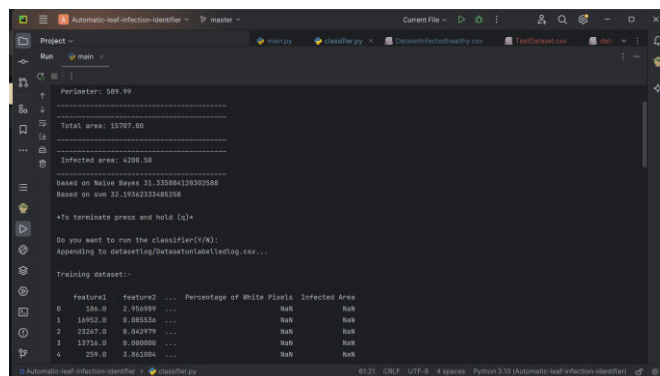 Automatic-leaf-infection-identifier master Current File
Project main.py classifier.py DatasetInfectedhealthy.csv TestDataset.csv
Run main
Perimeter: 589.99
Total area: 15787.00
Infected area: 4200.50
based on Naive Bayes 31.335884128302588
Based on svm 32.19362333485258
*To terminate press and hold (q)*
Do you want to run the classifier(Y/N):
Appending to datasetlog/Datasetunlabelledlog.csv...
Training dataset:-
feature1 feature2 ... Percentage of White Pixels Infected Area
0 186.0 2.956989 ... NaN NaN
1 16952.0 0.085536 ... NaN NaN
2 23267.0 0.042979 ... NaN NaN
3 13716.0 0.000000 ... NaN NaN
4 259.0 3.861004 ... NaN NaN
Automatic-leaf-infection-identifier > classifier.py 61:21 CRLF UTF-8 4 spaces Python 3.10 (Automatic-leaf-infection-identifier)